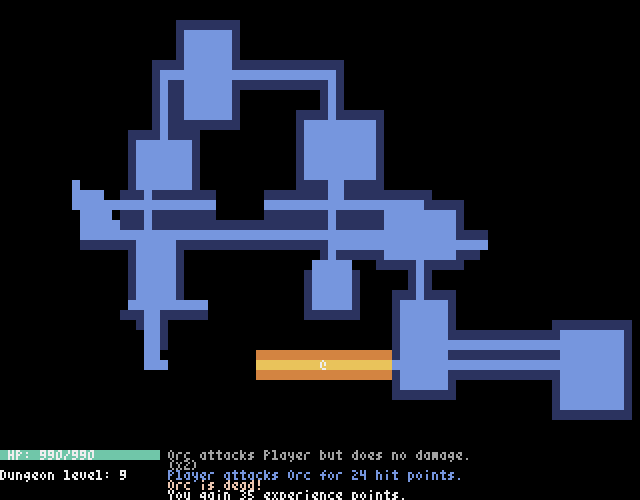 @
HP: 990/990
Orc attacks Player but does no damage.
(x2)
Dungeon level: 9
Player attacks Orc for 24 hit points.
Orc is dead!
You gain 35 experience points.